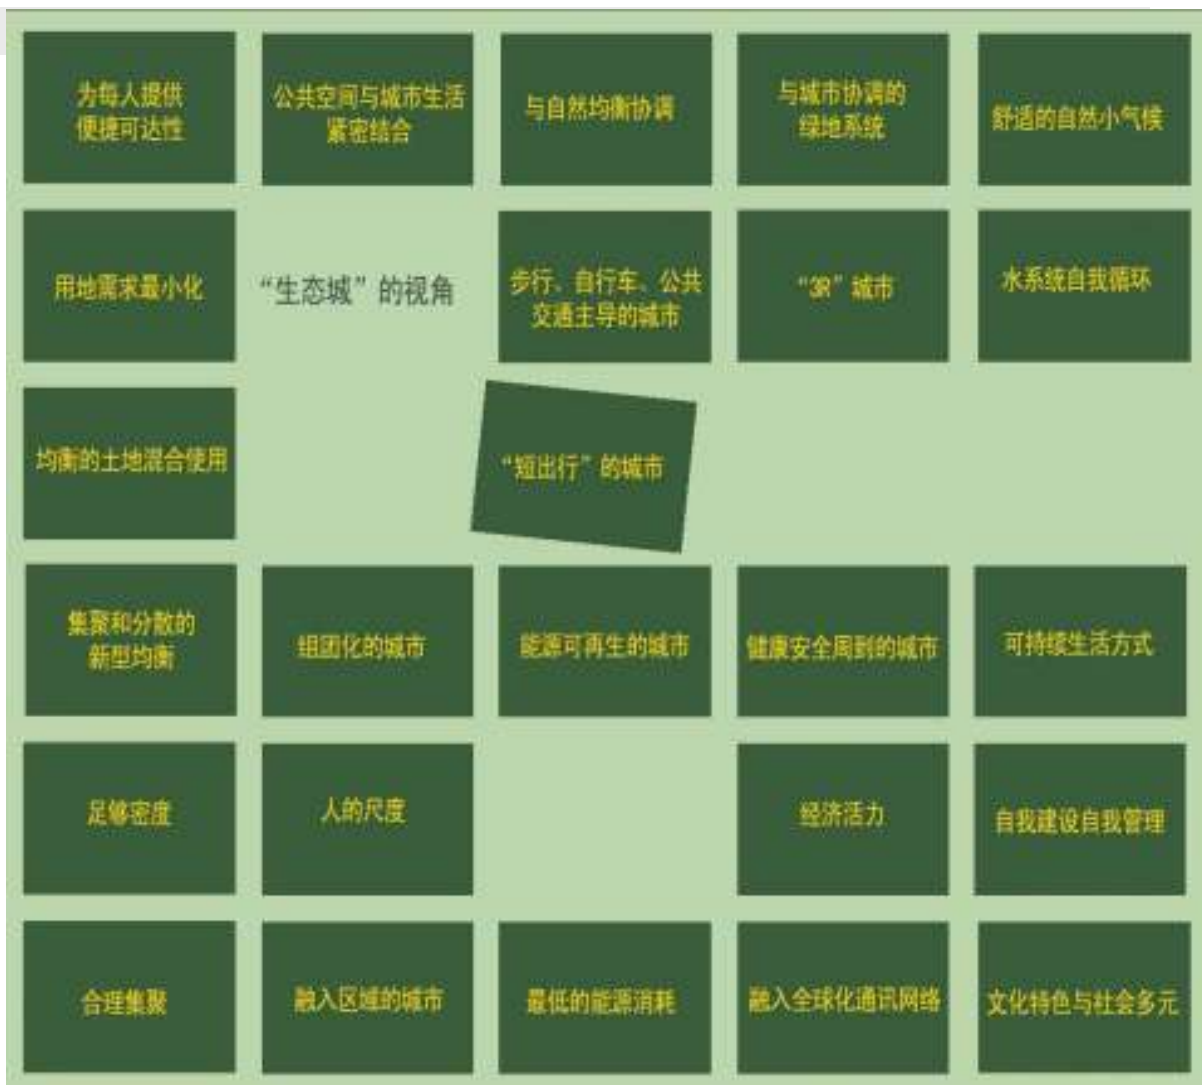 为每人提供
便捷可达性
公共空间与城市生活
紧密结合
与自然均衡协调
与城市协调的
绿地系统
舒适的自然小气候
用地需求最小化
“生态城”的视角
步行、自行车、公共
交通主导的城市
“3R”城市
水系统自我循环
均衡的土地混合使用
“短出行”的城市
集聚和分散的
新型均衡
组团化的城市
能源可再生的城市
健康安全周到的城市
可持续生活方式
足够密度
人的尺度
经济活力
自我建设自我管理
合理集聚
融入区域的城市
最低的能源消耗
融入全球化通讯网络
文化特色与社会多元